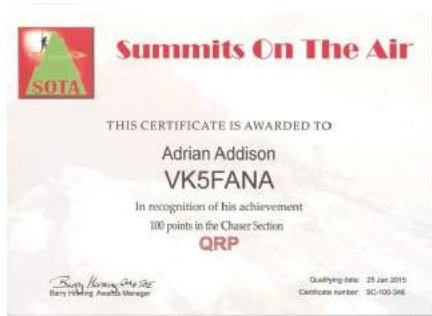 SOTA
Summits On The Air
THIS CERTIFICATE IS AWARDED TO
Adrian Addison
VK5FANA
In recognition of his achievement
100 points in the Chaser Section
QRP
Barry Horning Awards Manager
Qualifying date: 25 Jan 2015
Certificate number: SC-100-346